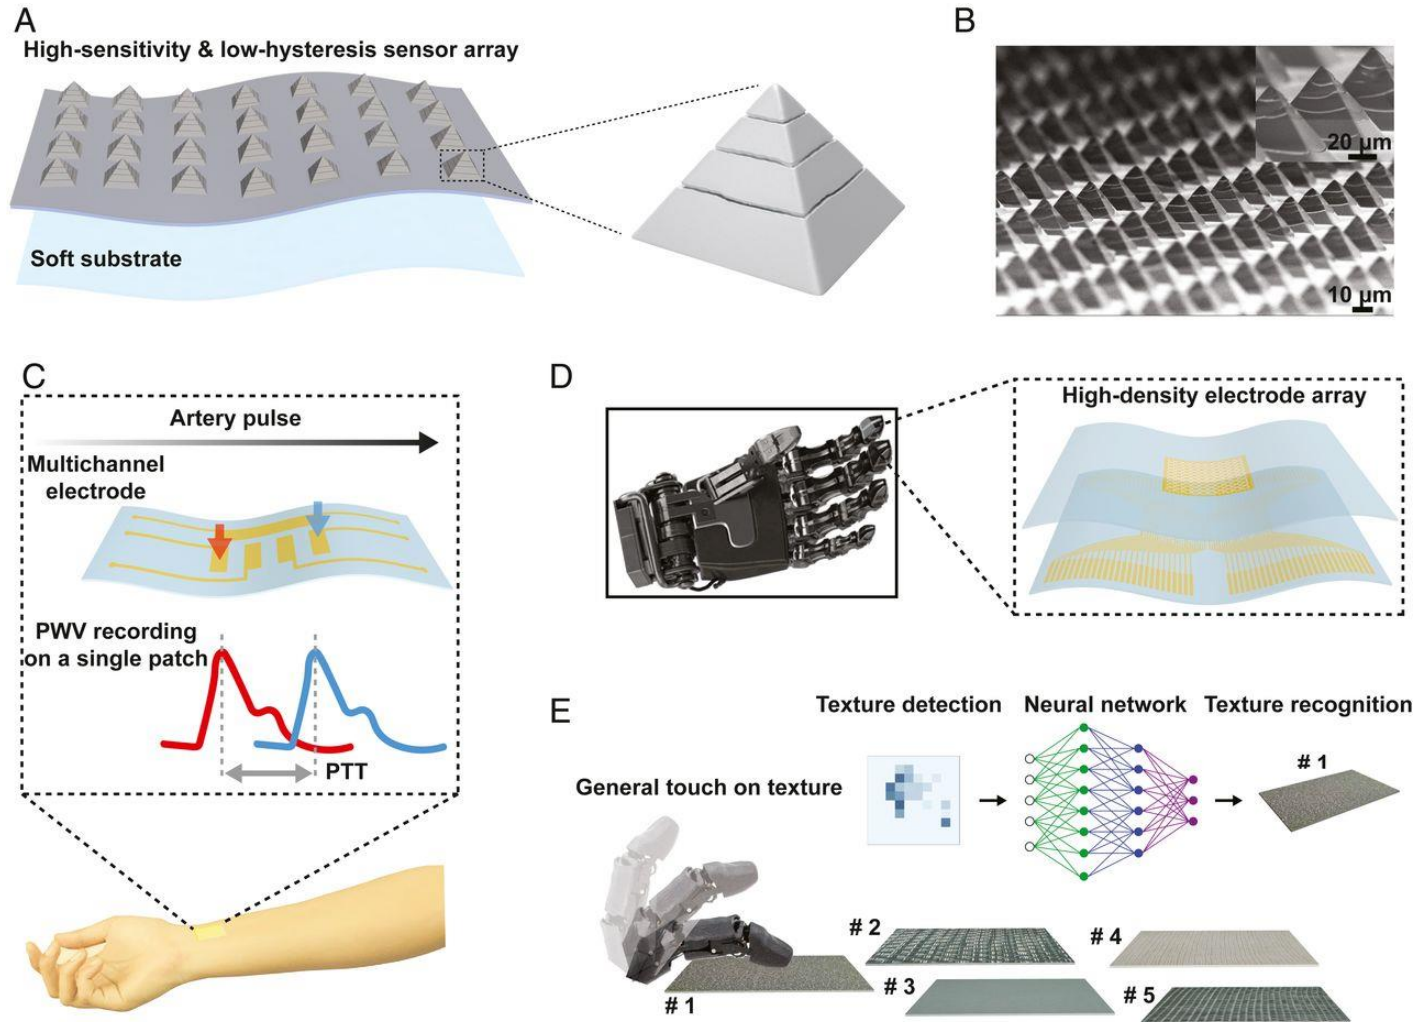 A
High-sensitivity & low-hysteresis sensor array
Soft substrate
B
20 µm
10 µm
C
Artery pulse
Multichannel
electrode
PWV recording
on a single patch
PTT
D
High-density electrode array
E
Texture detection
Neural network
Texture recognition
General touch on texture
# 1
# 1
# 2
# 3
# 4
# 5